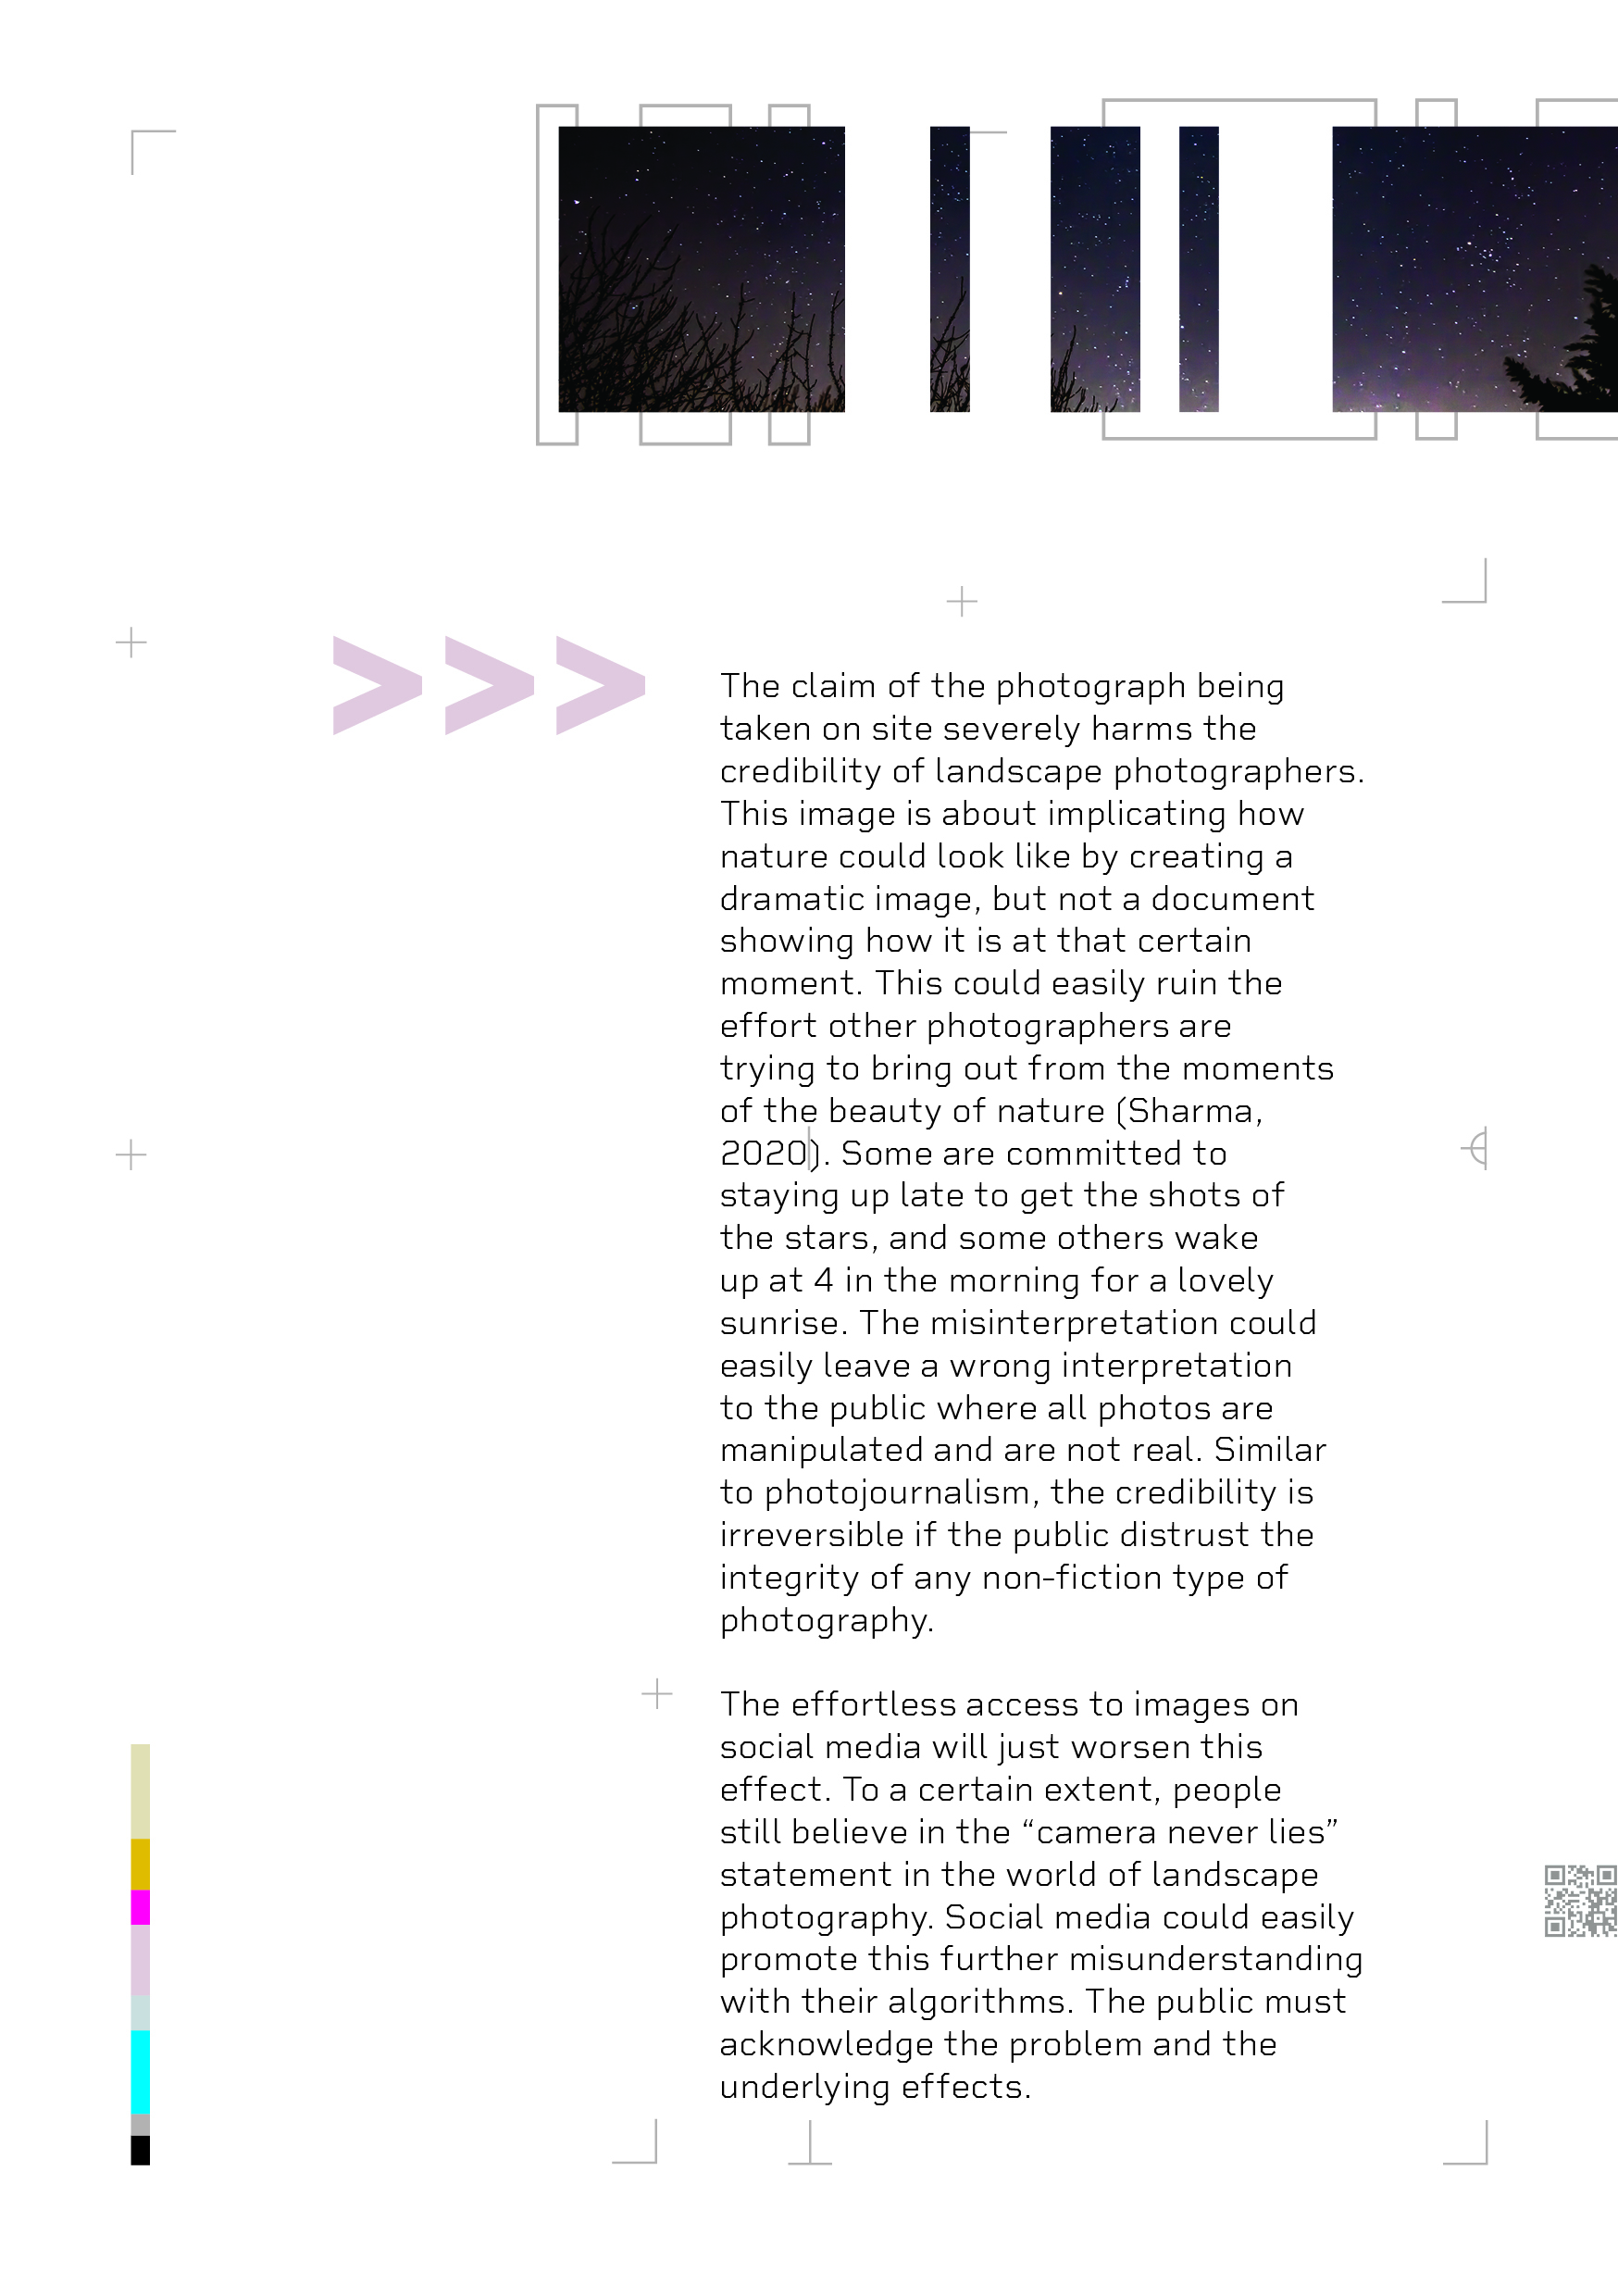 >>>
The claim of the photograph being
taken on site severely harms the
credibility of landscape photographers.
This image is about implicating how
nature could look like by creating a
dramatic image, but not a document
showing how it is at that certain
moment. This could easily ruin the
effort other photographers are
trying to bring out from the moments
of the beauty of nature (Sharma,
2020). Some are committed to
staying up late to get the shots of
the stars, and some others wake
up at 4 in the morning for a lovely
sunrise. The misinterpretation could
easily leave a wrong interpretation
to the public where all photos are
manipulated and are not real. Similar
to photojournalism, the credibility is
irreversible if the public distrust the
integrity of any non-fiction type of
photography.
The effortless access to images on
social media will just worsen this
effect. To a certain extent, people
still believe in the “camera never lies”
statement in the world of landscape
photography. Social media could easily
promote this further misunderstanding
with their algorithms. The public must
acknowledge the problem and the
underlying effects.